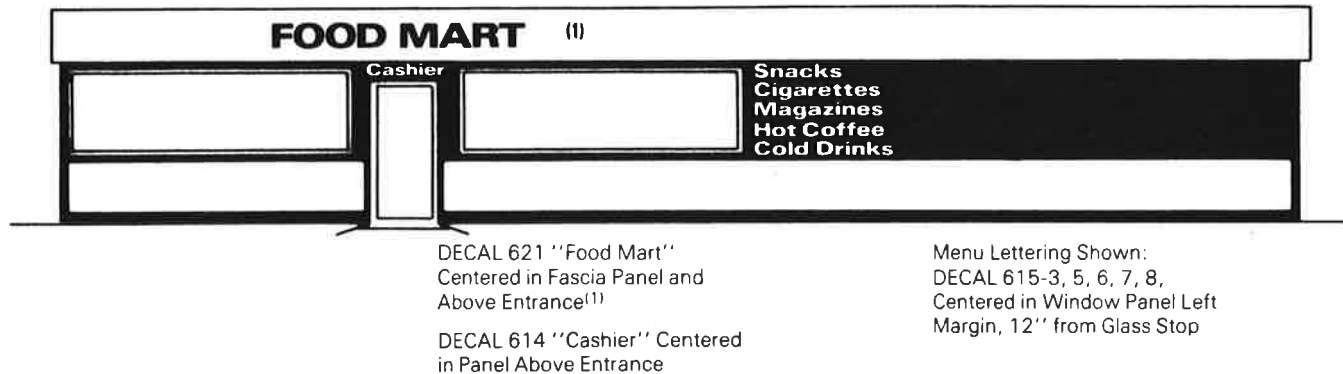 FOOD MART (1)
Cashier
Snacks
Cigarettes
Magazines
Hot Coffee
Cold Drinks
DECAL 621 ''Food Mart''
Centered in Fascia Panel and
Above Entrance(1)
DECAL 614 ''Cashier'' Centered
in Panel Above Entrance
Menu Lettering Shown:
DECAL 615-3, 5, 6, 7, 8,
Centered in Window Panel Left
Margin, 12'' from Glass Stop